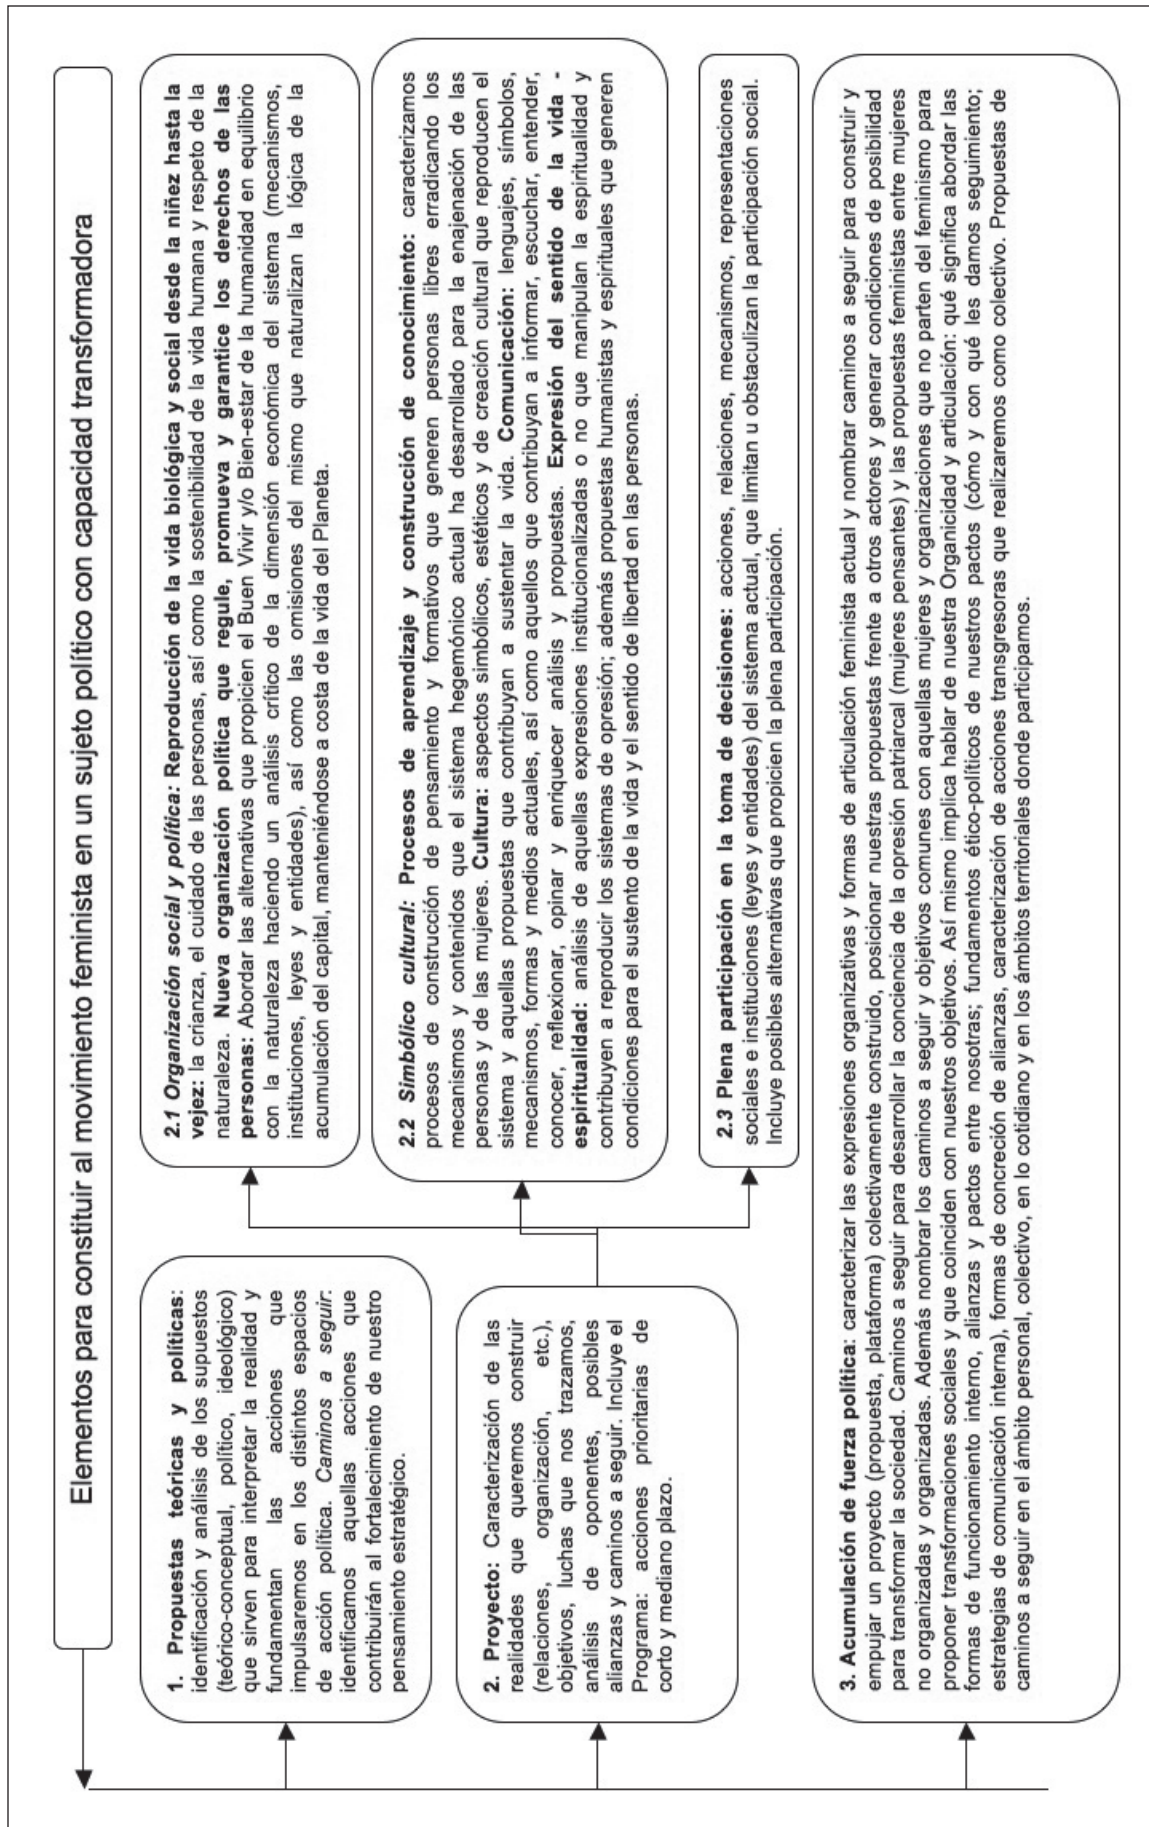 Elementos para constituir al movimiento feminista en un sujeto político con capacidad transformadora
1. Propuestas teóricas y políticas:
identificación y análisis de los supuestos
(teórico-conceptual, político, ideológico)
que sirven para interpretar la realidad y
fundamentan las acciones que
impulsaremos en los distintos espacios
de acción política. Caminos a seguir:
identificamos aquellas acciones que
contribuirán al fortalecimiento de nuestro
pensamiento estratégico.
2. Proyecto: Caracterización de las
realidades que queremos construir
(relaciones, organización, etc.),
objetivos, luchas que nos trazamos,
análisis de oponentes, posibles
alianzas y caminos a seguir. Incluye el
Programa: acciones prioritarias de
corto y mediano plazo.
2.1 Organización social y política: Reproducción de la vida biológica y social desde la niñez hasta la
vejez: la crianza, el cuidado de las personas, así como la sostenibilidad de la vida humana y respeto de la
naturaleza. Nueva organización política que regule, promueva y garantice los derechos de las
personas: Abordar las alternativas que propicien el Buen Vivir y/o Bien-estar de la humanidad en equilibrio
con la naturaleza haciendo un análisis crítico de la dimensión económica del sistema (mecanismos,
instituciones, leyes y entidades), así como las omisiones del mismo que naturalizan la lógica de la
acumulación del capital, manteniéndose a costa de la vida del Planeta.
2.2 Simbólico cultural: Procesos de aprendizaje y construcción de conocimiento: caracterizamos
procesos de construcción de pensamiento y formativos que generen personas libres erradicando los
mecanismos y contenidos que el sistema hegemónico actual ha desarrollado para la enajenación de las
personas y de las mujeres. Cultura: aspectos simbólicos, estéticos y de creación cultural que reproducen el
sistema y aquellas propuestas que contribuyan a sustentar la vida. Comunicación: lenguajes, símbolos,
mecanismos, formas y medios actuales, así como aquellos que contribuyan a informar, escuchar, entender,
conocer, reflexionar, opinar y enriquecer análisis y propuestas. Expresión del sentido de la vida -
espiritualidad: análisis de aquellas expresiones institucionalizadas o no que manipulan la espiritualidad y
contribuyen a reproducir los sistemas de opresión; además propuestas humanistas y espirituales que generen
condiciones para el sustento de la vida y el sentido de libertad en las personas.
2.3 Plena participación en la toma de decisiones: acciones, relaciones, mecanismos, representaciones
sociales e instituciones (leyes y entidades) del sistema actual, que limitan u obstaculizan la participación social.
Incluye posibles alternativas que propicien la plena participación.
3. Acumulación de fuerza política: caracterizar las expresiones organizativas y formas de articulación feminista actual y nombrar caminos a seguir para construir y
empujar un proyecto (propuesta, plataforma) colectivamente construido, posicionar nuestras propuestas frente a otros actores y generar condiciones de posibilidad
para transformar la sociedad. Caminos a seguir para desarrollar la conciencia de la opresión patriarcal (mujeres pensantes) y las propuestas feministas entre mujeres
no organizadas y organizadas. Además nombrar los caminos a seguir y objetivos comunes con aquellas mujeres y organizaciones que no parten del feminismo para
proponer transformaciones sociales y que coinciden con nuestros objetivos. Así mismo implica hablar de nuestra Organicidad y articulación: qué significa abordar las
formas de funcionamiento interno, alianzas y pactos entre nosotras; fundamentos ético-políticos de nuestros pactos (cómo y con qué les damos seguimiento;
estrategias de comunicación interna), formas de concreción de alianzas, caracterización de acciones transgresoras que realizaremos como colectivo. Propuestas de
caminos a seguir en el ámbito personal, colectivo, en lo cotidiano y en los ámbitos territoriales donde participamos.